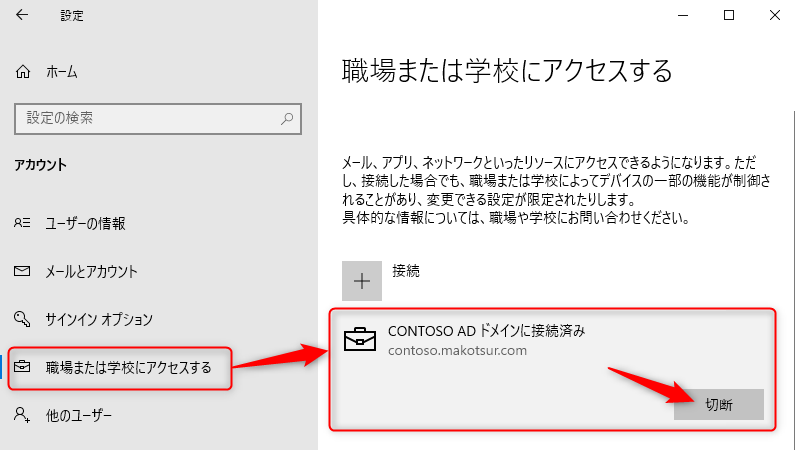 設定
ホーム
設定の検索
アカウント
ユーザーの情報
メールとアカウント
サインイン オプション
職場または学校にアクセスする
他のユーザー
職場または学校にアクセスする
メール、アプリ、ネットワークといったリソースにアクセスできるようになります。ただ
し、接続した場合でも、職場または学校によってデバイスの一部の機能が制御さ
れることがあり、変更できる設定が限定されたりします。
具体的な情報については、職場や学校にお問い合わせください。
接続
CONTOSO AD ドメインに接続済み
contoso.makotsur.com
切断